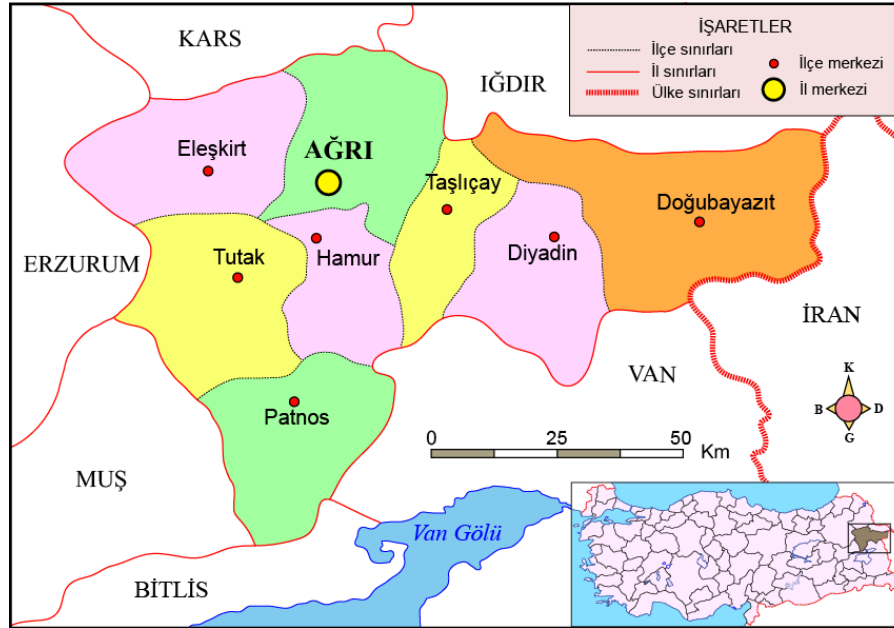 KARS
İŞARETLER
İlçe sınırları
İl sınırları
Ülke sınırları
İlçe merkezi
İl merkezi
IĞDIR
Eleşkirt
AĞRI
Taşlıçay
Doğubayazıt
ERZURUM
Tutak
Hamur
Diyadin
İRAN
VAN
K
B
D
G
Patnos
0
25
50
Km
MUŞ
Van Gölü
BİTLİS